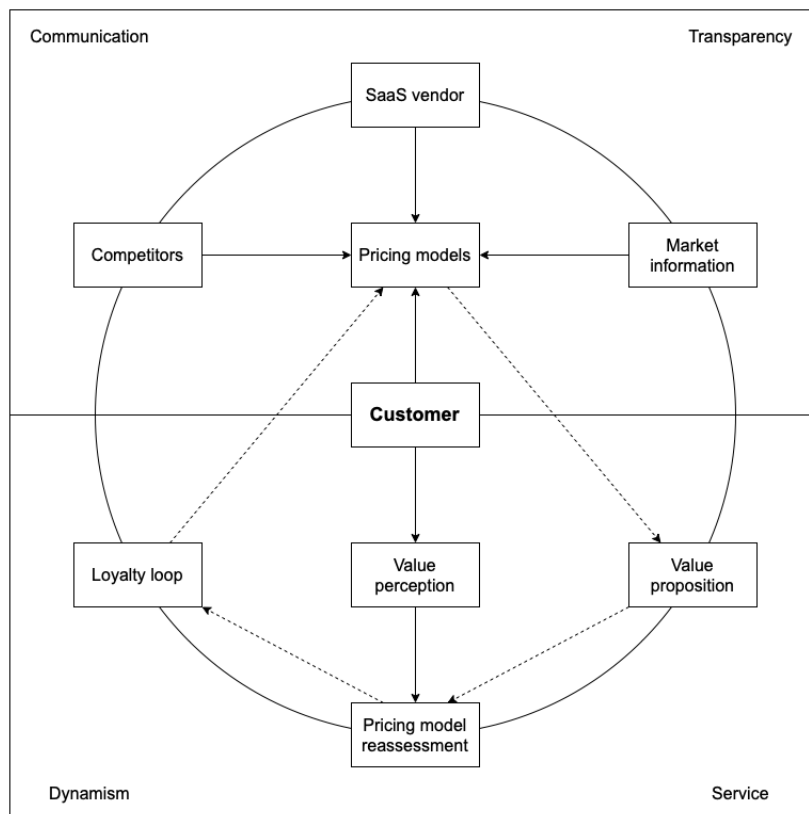 Communication
Transparency
SaaS vendor
Competitors
Pricing models
Market
information
Customer
Loyalty loop
Value
perception
Value
proposition
Pricing model
reassessment
Dynamism
Service